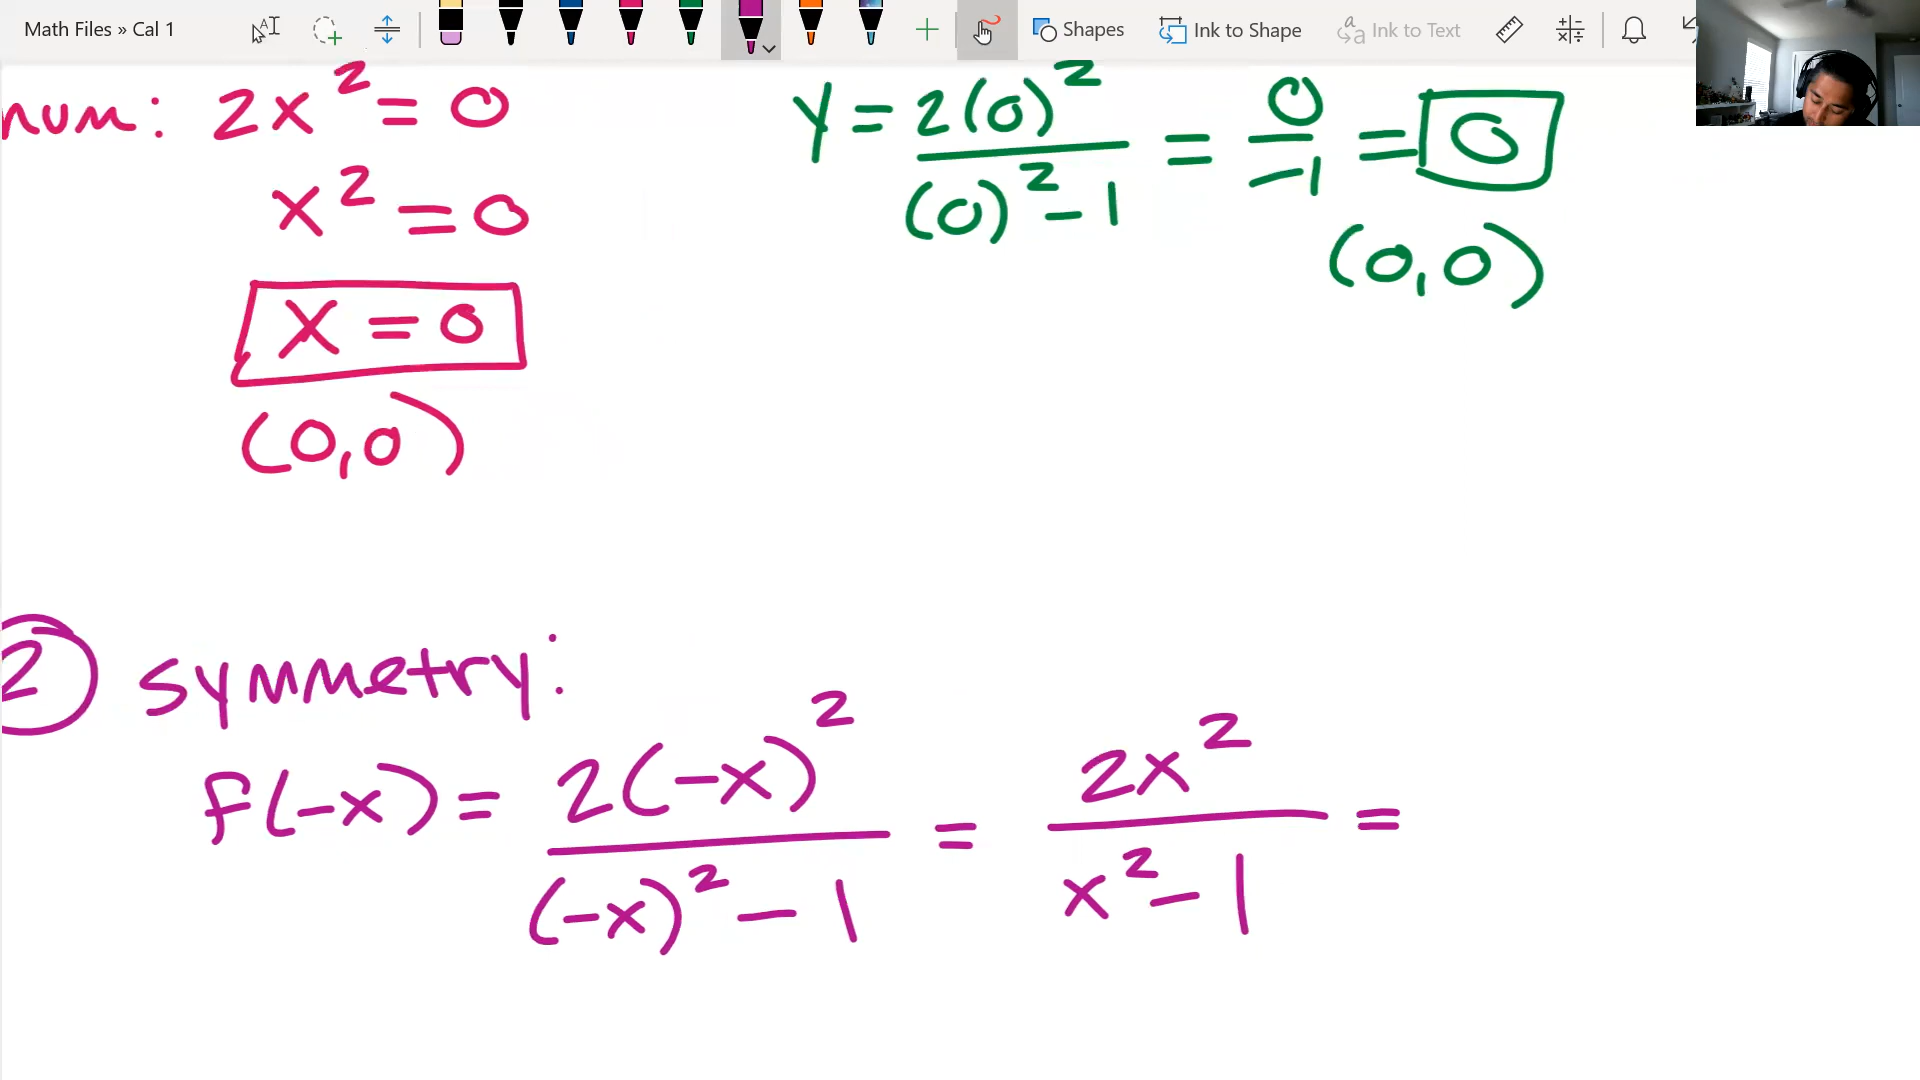 Math Files » Cal 1
Shapes
Ink to Shape
Ink to Text
num: 2x² = 0
x² = 0
x = 0
(0,0)
y = 2(0)² / (0)² - 1 = 0 / -1 = 0
(0,0)
2 symmetry:
f(-x) = 2(-x)² / (-x)² - 1 = 2x² / x² - 1 =